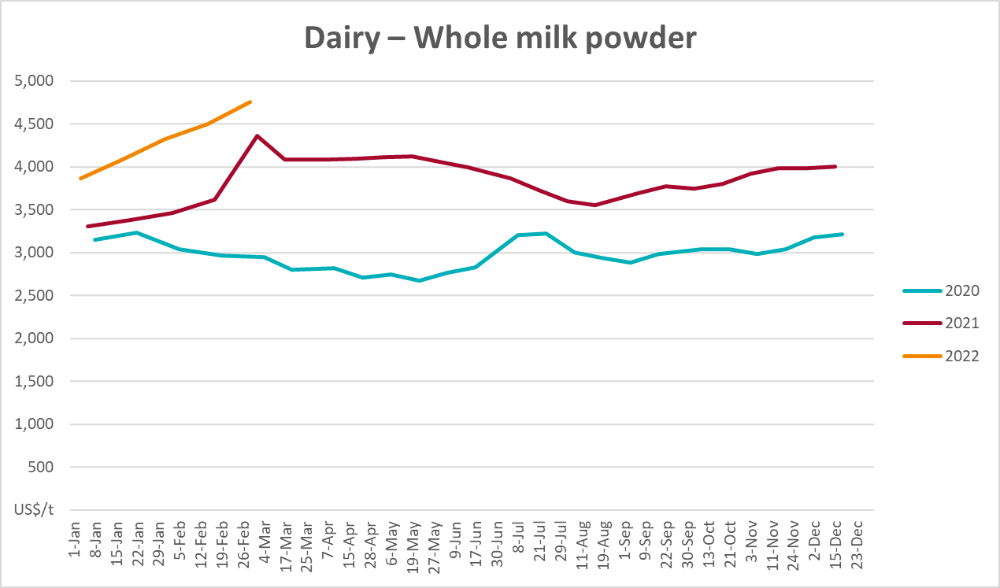 Dairy – Whole milk powder
5,000
4,500
4,000
3,500
3,000
2,500
2,000
1,500
1,000
500
US$/t
1-Jan
8-Jan
15-Jan
22-Jan
29-Jan
5-Feb
12-Feb
19-Feb
26-Feb
4-Mar
17-Mar
25-Mar
7-Apr
15-Apr
28-Apr
6-May
19-May
27-May
9-Jun
17-Jun
30-Jun
8-Jul
21-Jul
29-Jul
11-Aug
19-Aug
1-Sep
9-Sep
22-Sep
30-Sep
13-Oct
21-Oct
3-Nov
11-Nov
24-Nov
2-Dec
15-Dec
23-Dec
2020
2021
2022